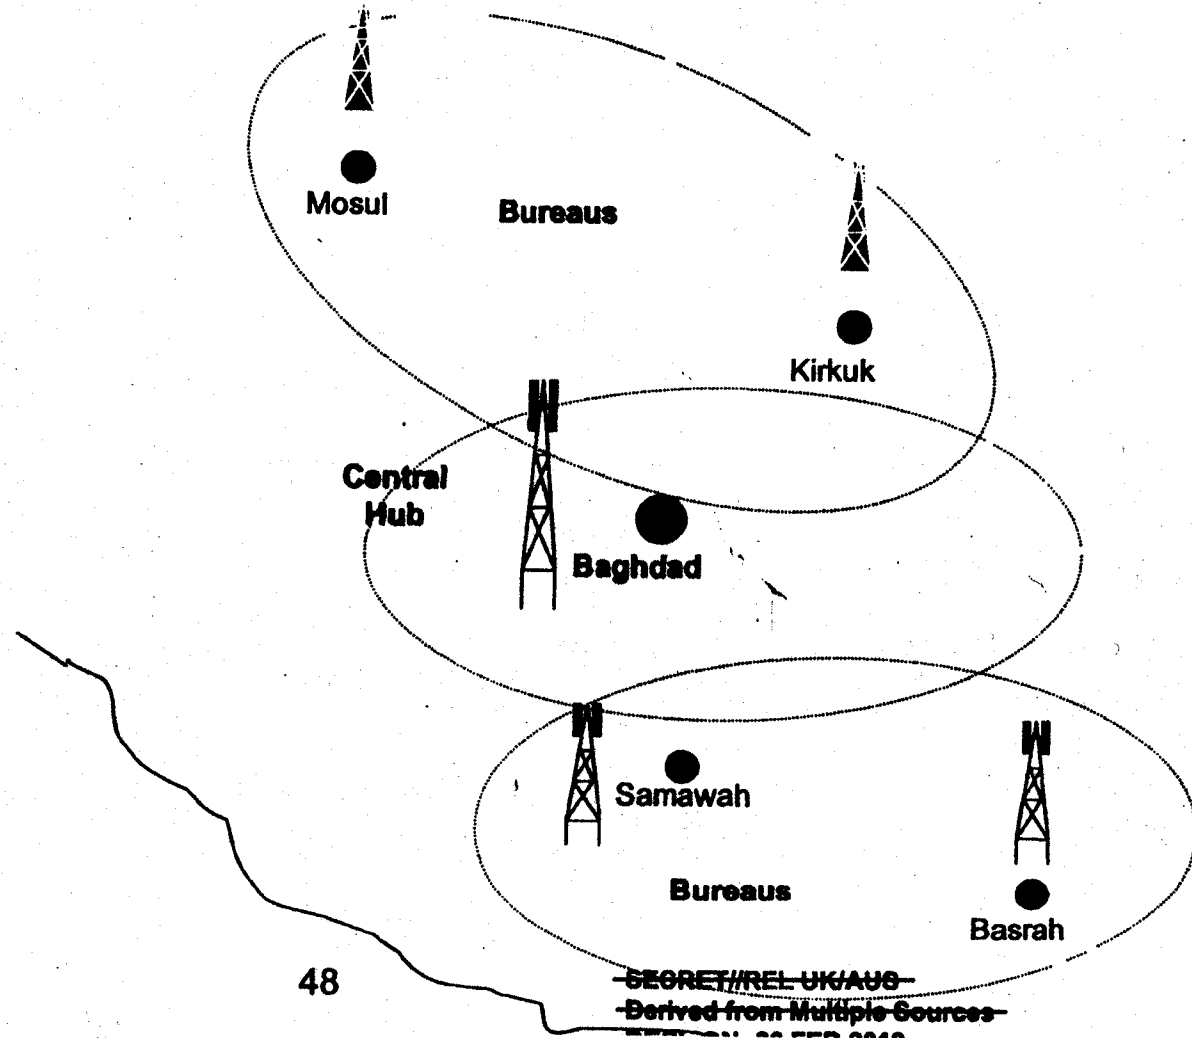 Mosul
Bureaus
Kirkuk
Central
Hub
Baghdad
Samawah
Bureaus
Basrah
48
SECRET//REL UK/AUS
Derived from Multiple Sources